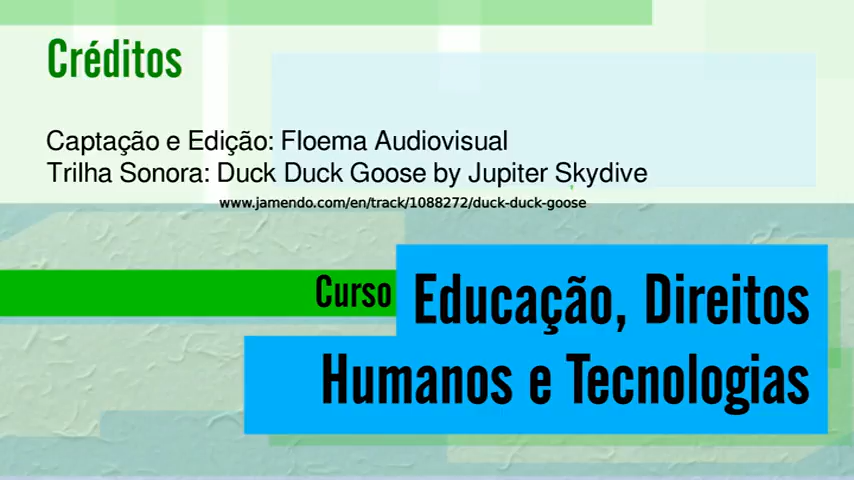 Créditos
Captação e Edição: Floema Audiovisual
Trilha Sonora: Duck Duck Goose by Jupiter Skydive
www.jamendo.com/en/track/1088272/duck-duck-goose
Curso Educação, Direitos
Humanos e Tecnologias